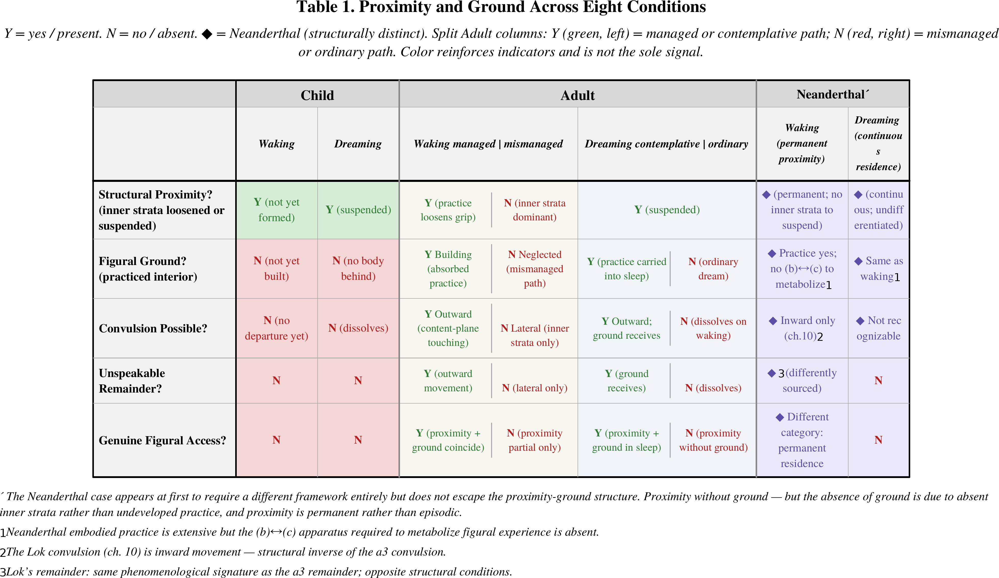 Table 1. Proximity and Ground Across Eight Conditions
Y = yes / present. N = no / absent. ◆ = Neanderthal (structurally distinct). Split Adult columns: Y (green, left) = managed or contemplative path; N (red, right) = mismanaged
or ordinary path. Color reinforces indicators and is not the sole signal.
Child
Adult
Neanderthal´
Waking
Dreaming
Waking managed | mismanaged
Dreaming contemplative | ordinary
Waking
(permanent
proximity)
Dreaming
(continuou
s
residence)
Structural Proximity?
(inner strata loosened or
suspended)
Y (not yet
formed)
Y (suspended)
Y (practice
loosens grip)
N (inner strata
dominant)
Y (suspended)
◆ (permanent; no
inner strata to
suspend)
◆ (continu
ous; undiff
erentiated)
Figural Ground?
(practiced interior)
N (not yet
built)
N (no body
behind)
Y Building
(absorbed
practice)
N Neglected
(mismanaged
path)
Y (practice carried
into sleep)
N (ordinary
dream)
◆ Practice yes;
no (b)↔(c) to
metabolize1
◆ Same as
waking1
Convulsion Possible?
N (no
departure yet)
N (dissolves)
Y Outward
(content-plane
touching)
N Lateral (inner
strata only)
Y Outward;
ground receives
N (dissolves on
waking)
◆ Inward only
(ch.10)2
◆ Not rec
ognizable
Unspeakable
Remainder?
N
N
Y (outward
movement)
N (lateral only)
Y (ground
receives)
N (dissolves)
◆ 3(differently
sourced)
N
Genuine Figural Access?
N
N
Y (proximity +
ground coincide)
N (proximity
partial only)
Y (proximity +
ground in sleep)
N (proximity
without ground)
◆ Different
category:
permanent
residence
N
´ The Neanderthal case appears at first to require a different framework entirely but does not escape the proximity-ground structure. Proximity without ground — but the absence of ground is due to absent
inner strata rather than undeveloped practice, and proximity is permanent rather than episodic.
1Neanderthal embodied practice is extensive but the (b)↔(c) apparatus required to metabolize figural experience is absent.
2The Lok convulsion (ch. 10) is inward movement — structural inverse of the a3 convulsion.
3Lok’s remainder: same phenomenological signature as the a3 remainder; opposite structural conditions.